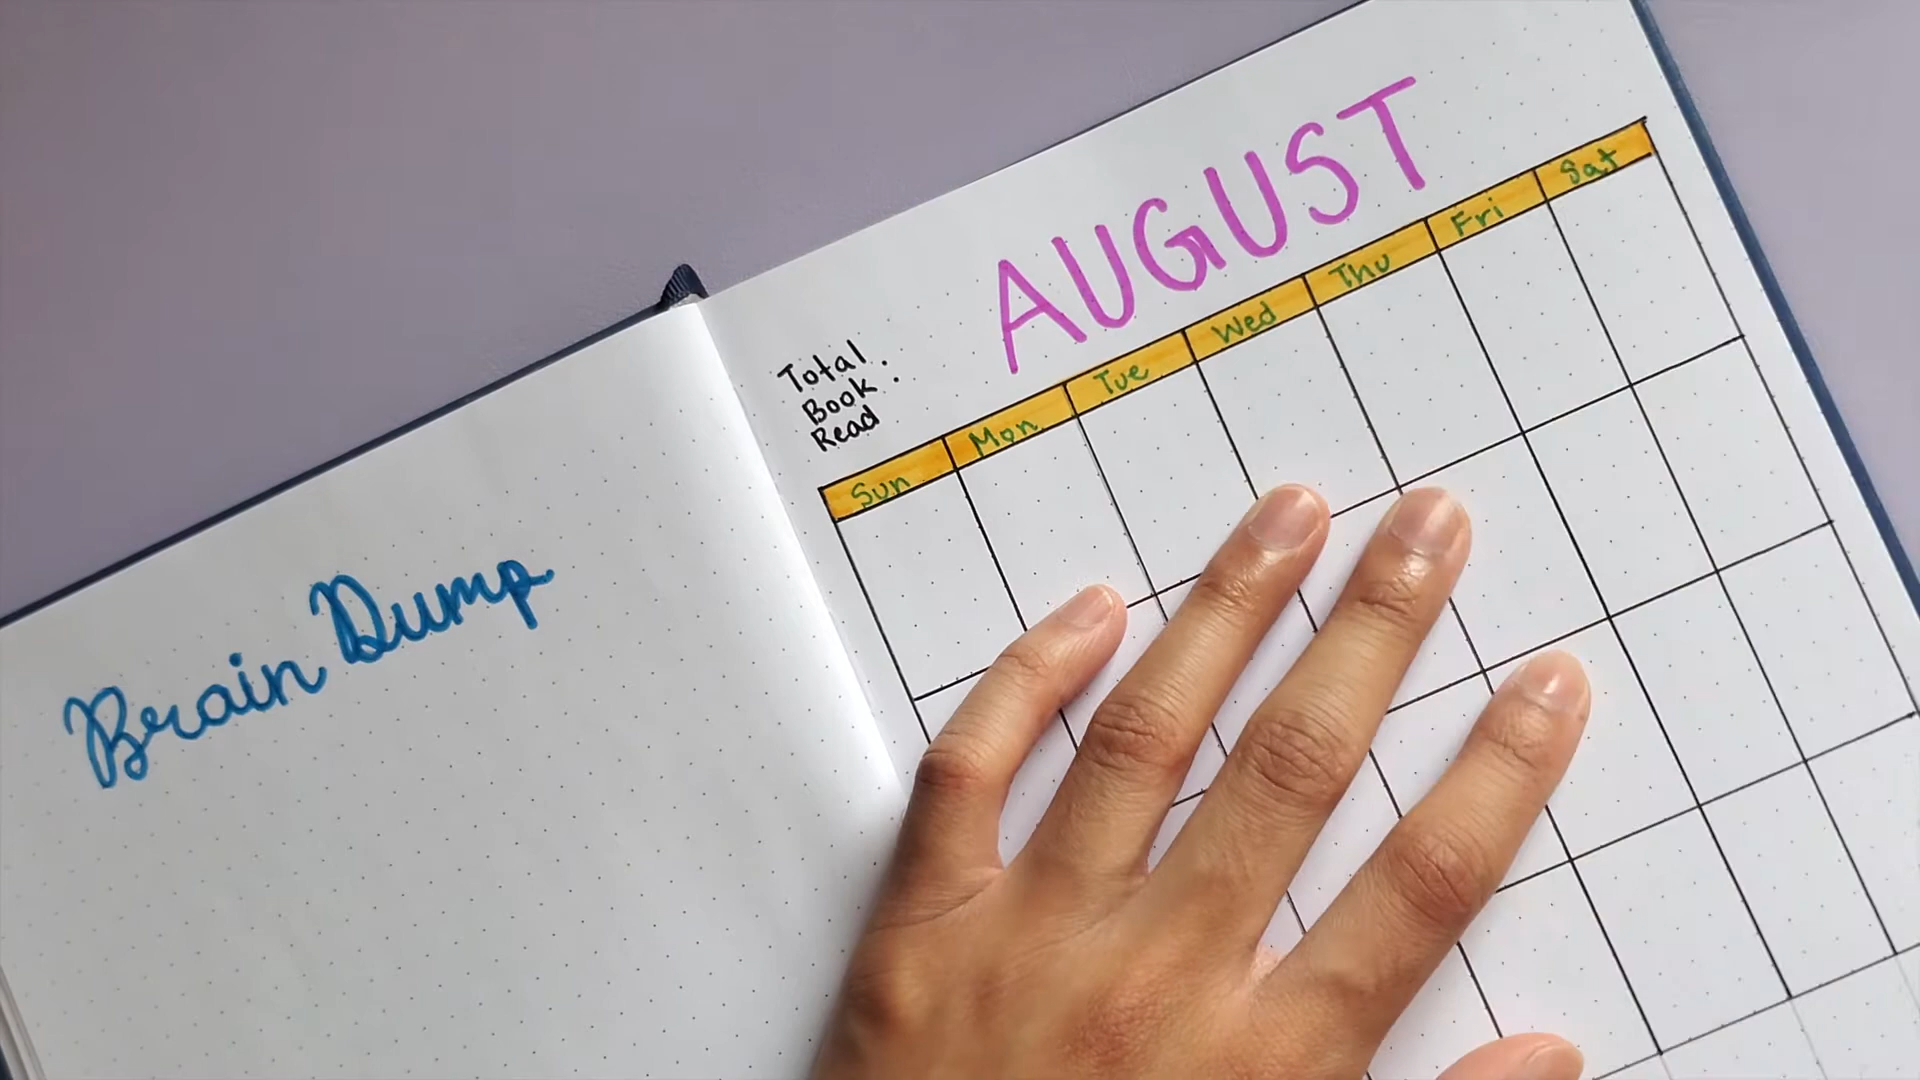 Brain Dump
AUGUST
Total :
Book
Read
Sun Mon Tue Wed Thu Fri Sat